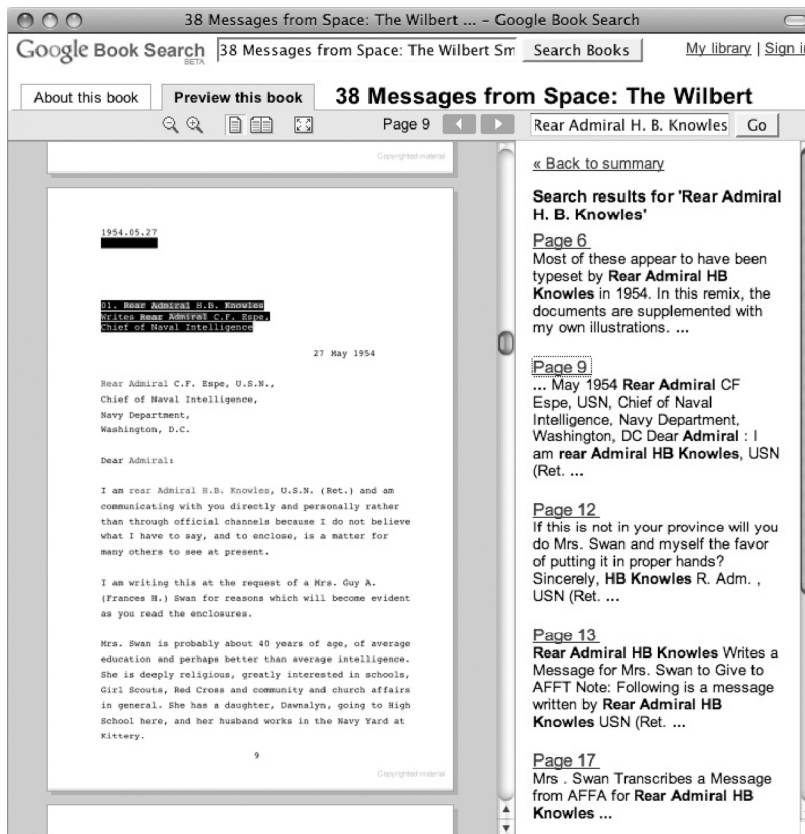 38 Messages from Space: The Wilbert ... – Google Book Search
Google Book Search
BETA
38 Messages from Space: The Wilbert Sm
Search Books
My library | Sign in
About this book
Preview this book
38 Messages from Space: The Wilbert
Page 9
Rear Admiral H. B. Knowles
Go
Copyrighted material
1954.05.27
01. Rear Admiral H.B. Knowles
Writes Rear Admiral C.F. Espe,
Chief of Naval Intelligence
27 May 1954
Rear Admiral C.F. Espe, U.S.N.,
Chief of Naval Intelligence,
Navy Department,
Washington, D.C.
Dear Admiral:
I am rear Admiral H.B. Knowles, U.S.N. (Ret.) and am
communicating with you directly and personally rather
than through official channels because I do not believe
what I have to say, and to enclose, is a matter for
many others to see at present.
I am writing this at the request of a Mrs. Guy A.
(Frances H.) Swan for reasons which will become evident
as you read the enclosures.
Mrs. Swan is probably about 40 years of age, of average
education and perhaps better than average intelligence.
She is deeply religious, greatly interested in schools,
Girl Scouts, Red Cross and community and church affairs
in general. She has a daughter, Dawnalyn, going to High
School here, and her husband works in the Navy Yard at
Kittery.
9
Copyrighted material
« Back to summary
Search results for 'Rear Admiral
H. B. Knowles'
Page 6
Most of these appear to have been
typeset by Rear Admiral HB
Knowles in 1954. In this remix, the
documents are supplemented with
my own illustrations. ...
Page 9
... May 1954 Rear Admiral CF
Espe, USN, Chief of Naval
Intelligence, Navy Department,
Washington, DC Dear Admiral : I
am rear Admiral HB Knowles, USN
(Ret. ...
Page 12
If this is not in your province will you
do Mrs. Swan and myself the favor
of putting it in proper hands?
Sincerely, HB Knowles R. Adm. ,
USN (Ret. ...
Page 13
Rear Admiral HB Knowles Writes a
Message for Mrs. Swan to Give to
AFFT Note: Following is a message
written by Rear Admiral HB
Knowles USN (Ret. ...
Page 17
Mrs . Swan Transcribes a Message
from AFFA for Rear Admiral HB
Knowles ...